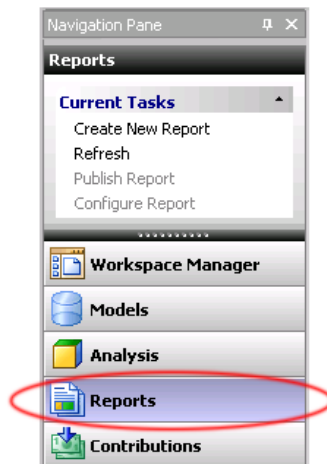 Navigation Pane
Reports
Current Tasks
Create New Report
Refresh
Publish Report
Configure Report
Workspace Manager
Models
Analysis
Reports
Contributions